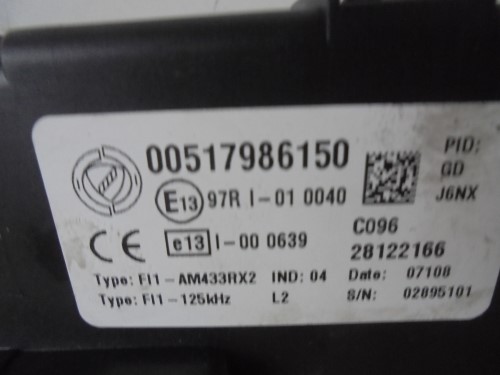 00517986150
PID:
GD
J6NX
E13 97R I-01 0040
C096
CE e13 I-00 0639
28122166
Type: FI1-AM433RX2 IND: 04 Date: 07108
Type: FI1-125kHz L2 S/N: 02895101